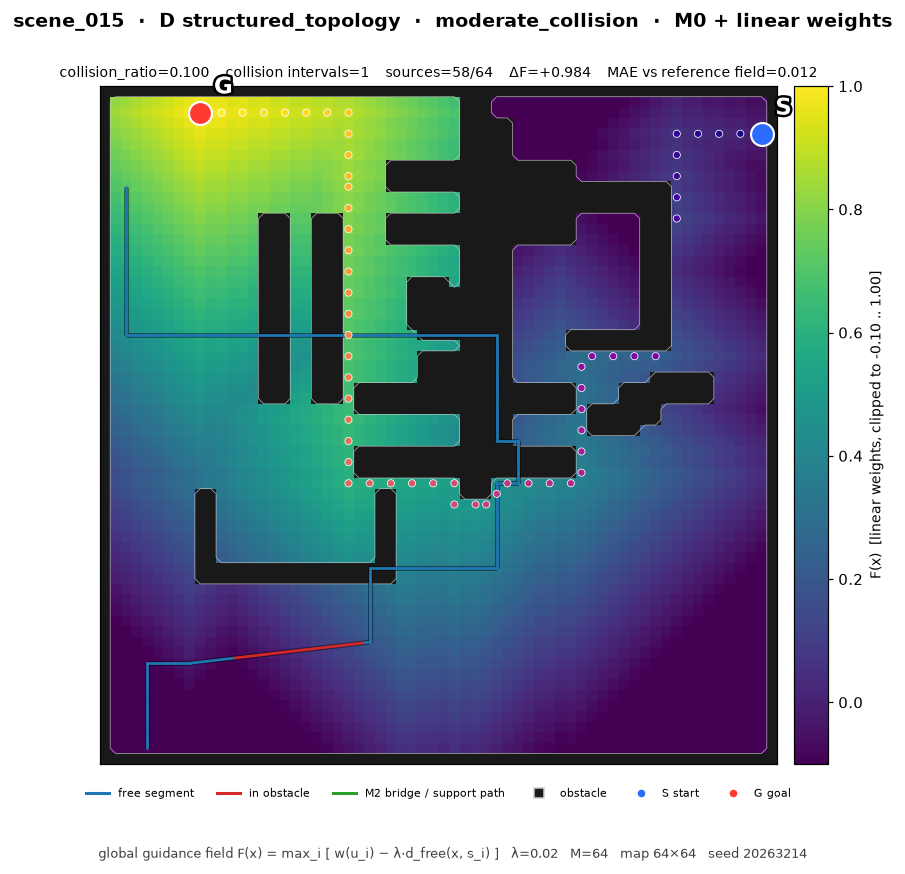 scene_015 · D structured_topology · moderate_collision · M0 + linear weights
collision_ratio=0.100 collision intervals=1 sources=58/64 ΔF=+0.984 MAE vs reference field=0.012
G
S
1.0
0.8
0.6
0.4
0.2
0.0
F(x) [linear weights, clipped to -0.10 .. 1.00]
free segment
in obstacle
M2 bridge / support path
obstacle
S start
G goal
global guidance field F(x) = max_i [ w(u_i) − λ·d_free(x, s_i) ] λ=0.02 M=64 map 64×64 seed 20263214